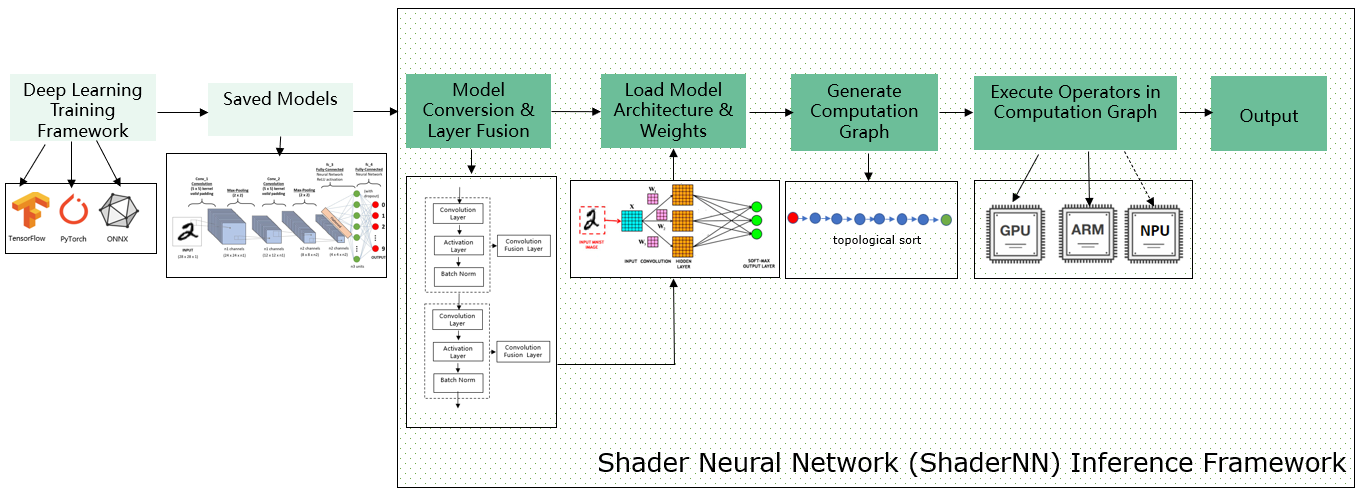 Deep Learning
Training
Framework
Saved Models
Model
Conversion &
Layer Fusion
Load Model
Architecture &
Weights
Generate
Computation
Graph
Execute Operators in
Computation Graph
Output
TensorFlow
PyTorch
ONNX
Conv_1
Convolution
(5 x 5) kernel
valid padding
Max-Pooling
(2 x 2)
Conv_2
Convolution
(5 x 5) kernel
valid padding
Max-Pooling
(2 x 2)
fc_3
Fully-Connected
Neural Network
ReLU activation
fc_4
Fully-Connected
Neural Network
(with
dropout)
0
1
2
9
OUTPUT
INPUT
(28 x 28 x 1)
n1 channels
(24 x 24 x n1)
n1 channels
(12 x 12 x n1)
n2 channels
(8 x 8 x n2)
n2 channels
(4 x 4 x n2)
n3 units
Convolution
Layer
Activation
Layer
Batch Norm
Convolution
Fusion Layer
Convolution
Layer
Activation
Layer
Batch Norm
Convolution
Fusion Layer
X
INPUT MNIST
IMAGE
INPUT
CONVOLUTION
HIDDEN
LAYER
SOFT-MAX
OUTPUT LAYER
topological sort
GPU
ARM
NPU
Shader Neural Network (ShaderNN) Inference Framework